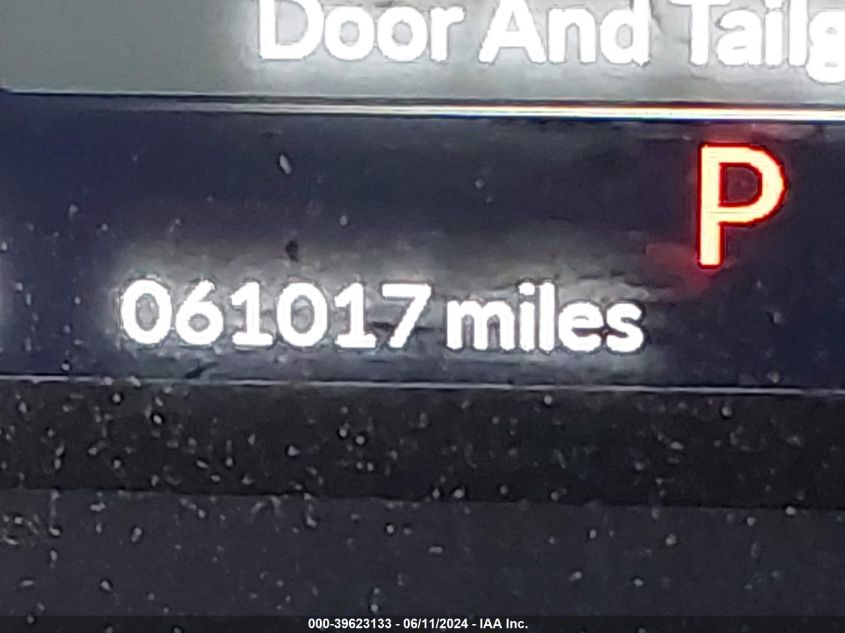 Door And Tailg
P
061017 miles
000-39623133 - 06/11/2024 - IAA Inc.